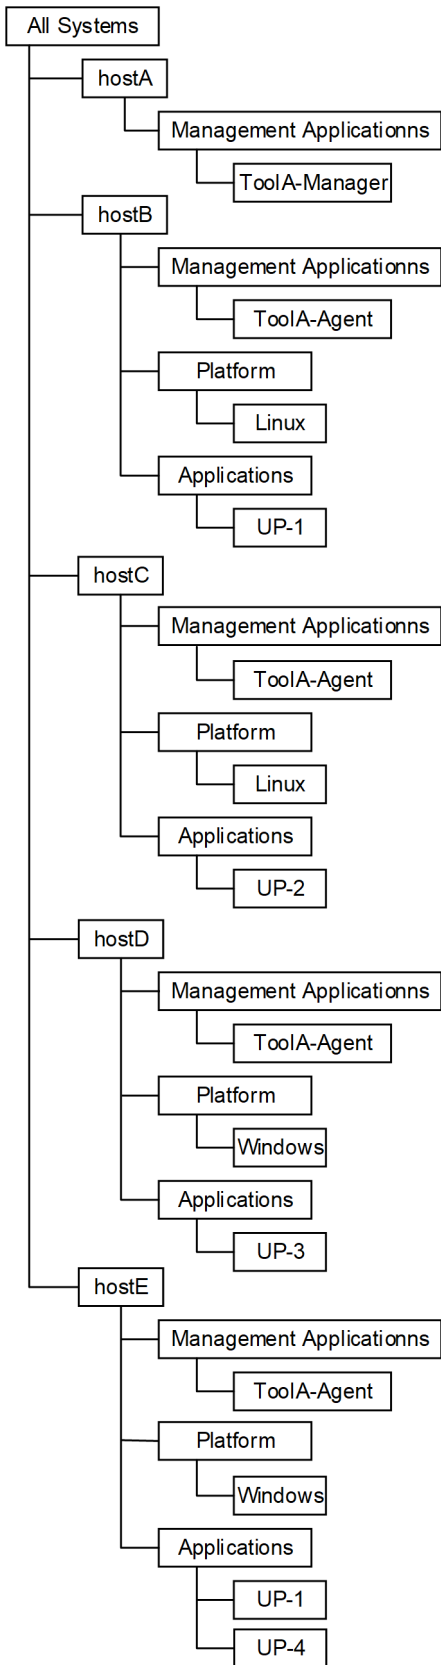 All Systems
hostA
Management Applicationns
ToolA-Manager
hostB
Management Applicationns
ToolA-Agent
Platform
Linux
Applications
UP-1
hostC
Management Applicationns
ToolA-Agent
Platform
Linux
Applications
UP-2
hostD
Management Applicationns
ToolA-Agent
Platform
Windows
Applications
UP-3
hostE
Management Applicationns
ToolA-Agent
Platform
Windows
Applications
UP-1
UP-4